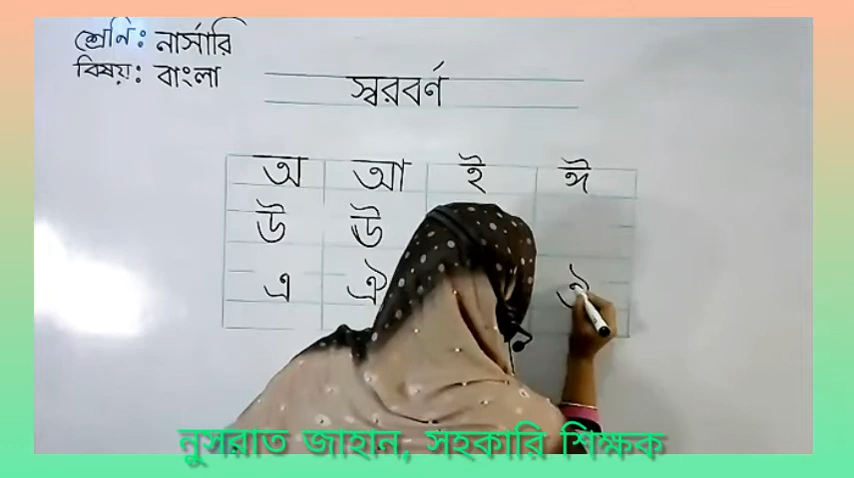 শ্রেণি: নার্সারি
বিষয়: বাংলা
স্বরবর্ণ
অ আ ই ঈ
উ ঊ
এ ঐ
নুসরাত জাহান, সহকারি শিক্ষক